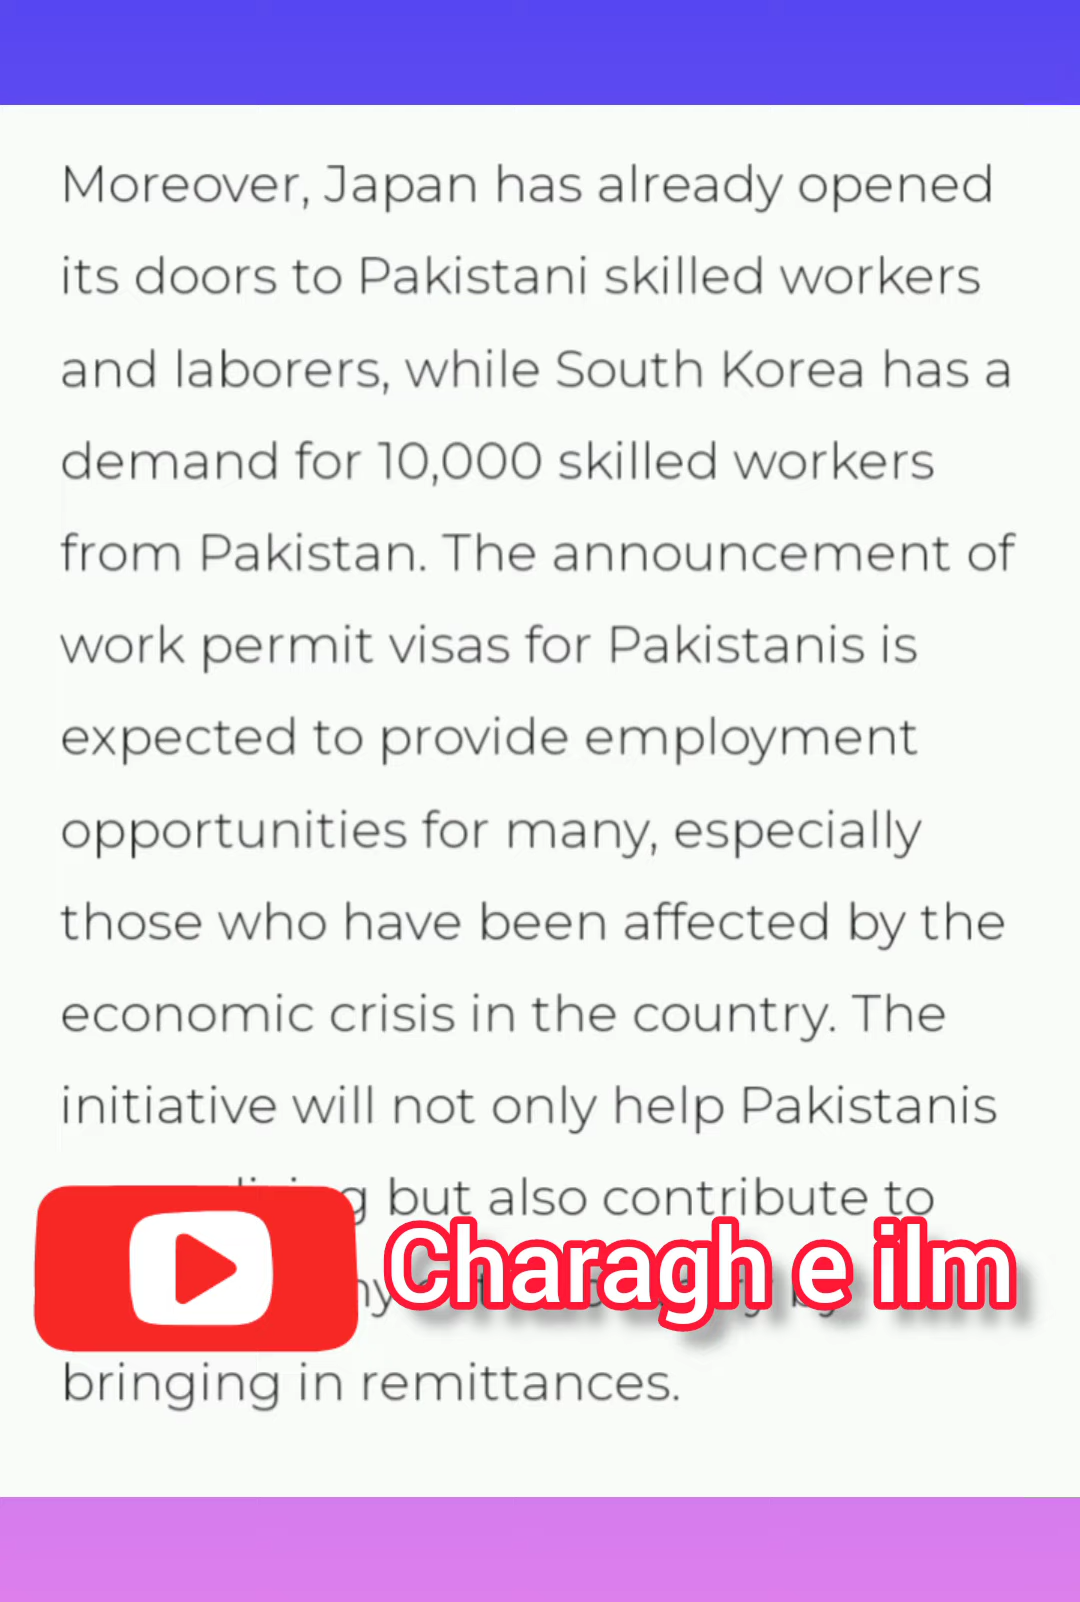 Moreover, Japan has already opened
its doors to Pakistani skilled workers
and laborers, while South Korea has a
demand for 10,000 skilled workers
from Pakistan. The announcement of
work permit visas for Pakistanis is
expected to provide employment
opportunities for many, especially
those who have been affected by the
economic crisis in the country. The
initiative will not only help Pakistanis
but also contribute to
Charagh e ilm
bringing in remittances.